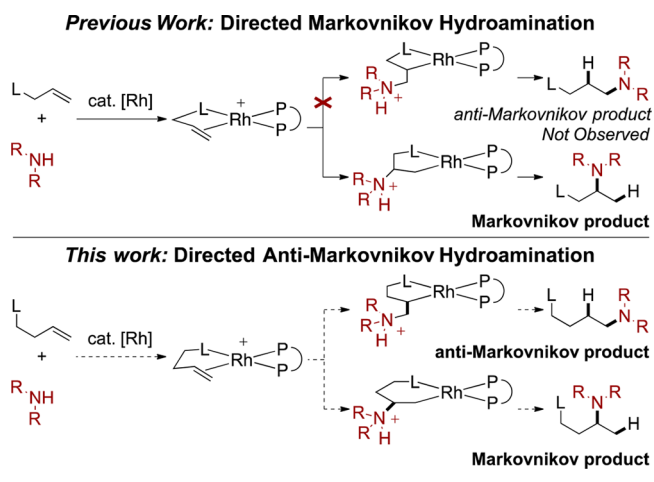 Previous Work: Directed Markovnikov Hydroamination
L
+
R
NH
R
cat. [Rh]
L
+
Rh
P
P
L
Rh
P
P
R
N
R
H
+
L
H
R
N
R
anti-Markovnikov product
Not Observed
L
Rh
P
P
R
N
R
H
+
R
N
R
L
H
Markovnikov product
This work: Directed Anti-Markovnikov Hydroamination
L
+
R
NH
R
cat. [Rh]
L
+
Rh
P
P
L
Rh
P
P
R
N
R
H
+
L
H
R
N
R
anti-Markovnikov product
L
Rh
P
P
R
N
R
H
+
R
N
R
L
H
Markovnikov product